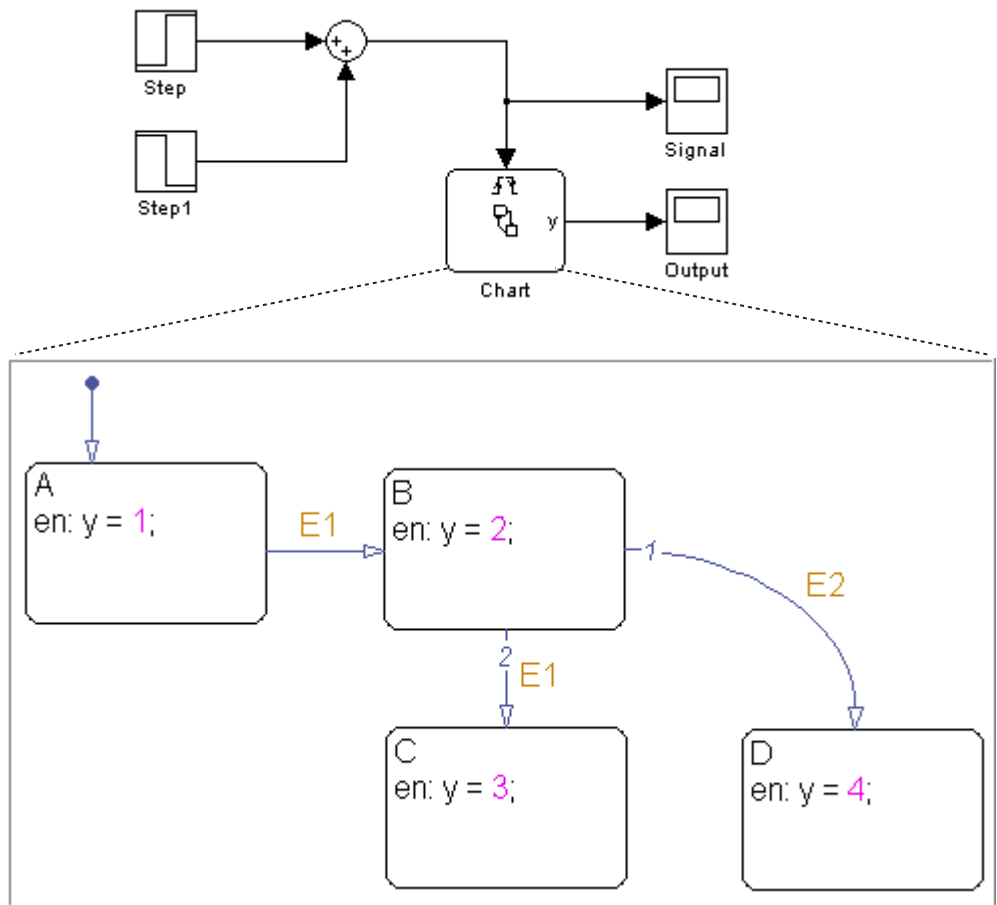 +
+
Step
Step1
Signal
y
Output
Chart
A
en: y = 1;
E1
B
en: y = 2;
1
E2
2
E1
C
en: y = 3;
D
en: y = 4;